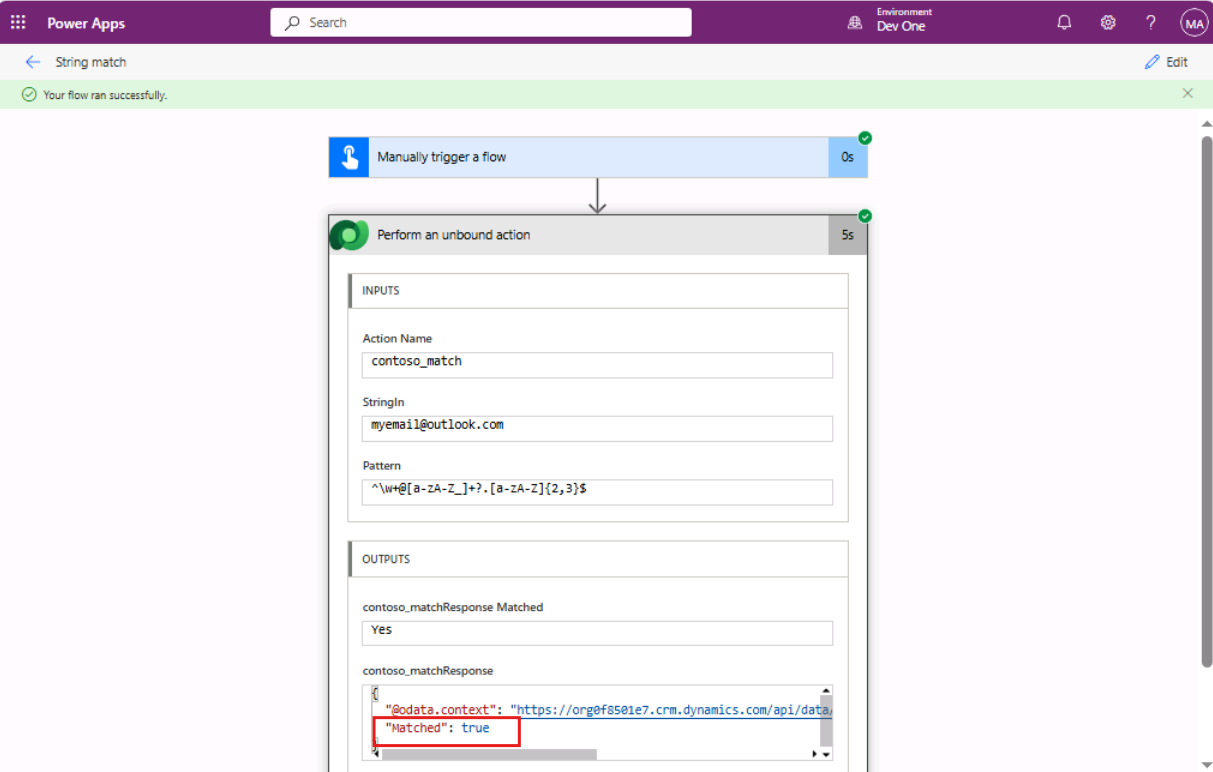 Power Apps
Search
Environment
Dev One
?
MA
String match
Edit
Your flow ran successfully.
Manually trigger a flow
0s
Perform an unbound action
5s
INPUTS
Action Name
contoso_match
StringIn
myemail@outlook.com
Pattern
^\w+@[a-zA-Z_]+?.[a-zA-Z]{2,3}$
OUTPUTS
contoso_matchResponse Matched
Yes
contoso_matchResponse
{
"@odata.context": "https://org0f8501e7.crm.dynamics.com/api/data/
"Matched": true
}